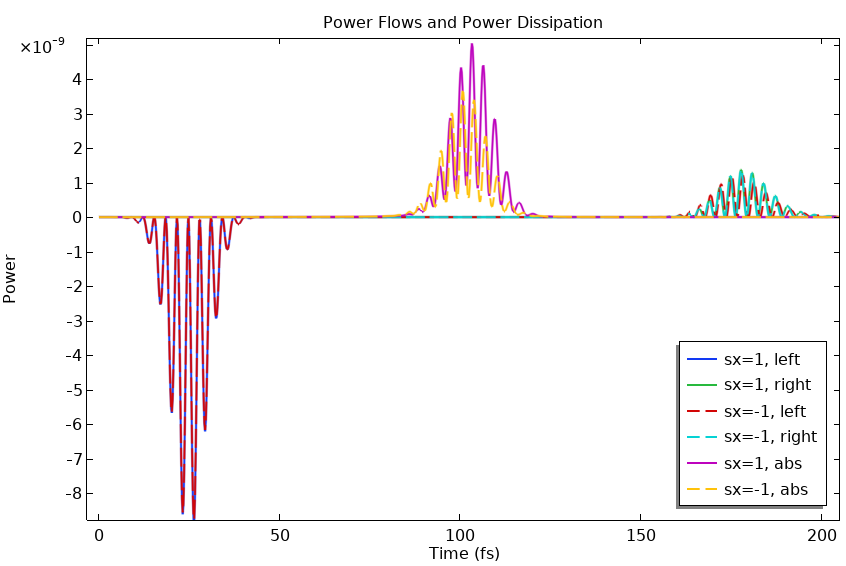 Power Flows and Power Dissipation
×10⁻⁹
4
3
2
1
0
-1
-2
-3
-4
-5
-6
-7
-8
Power
0
50
100
150
200
Time (fs)
sx=1, left
sx=1, right
sx=-1, left
sx=-1, right
sx=1, abs
sx=-1, abs